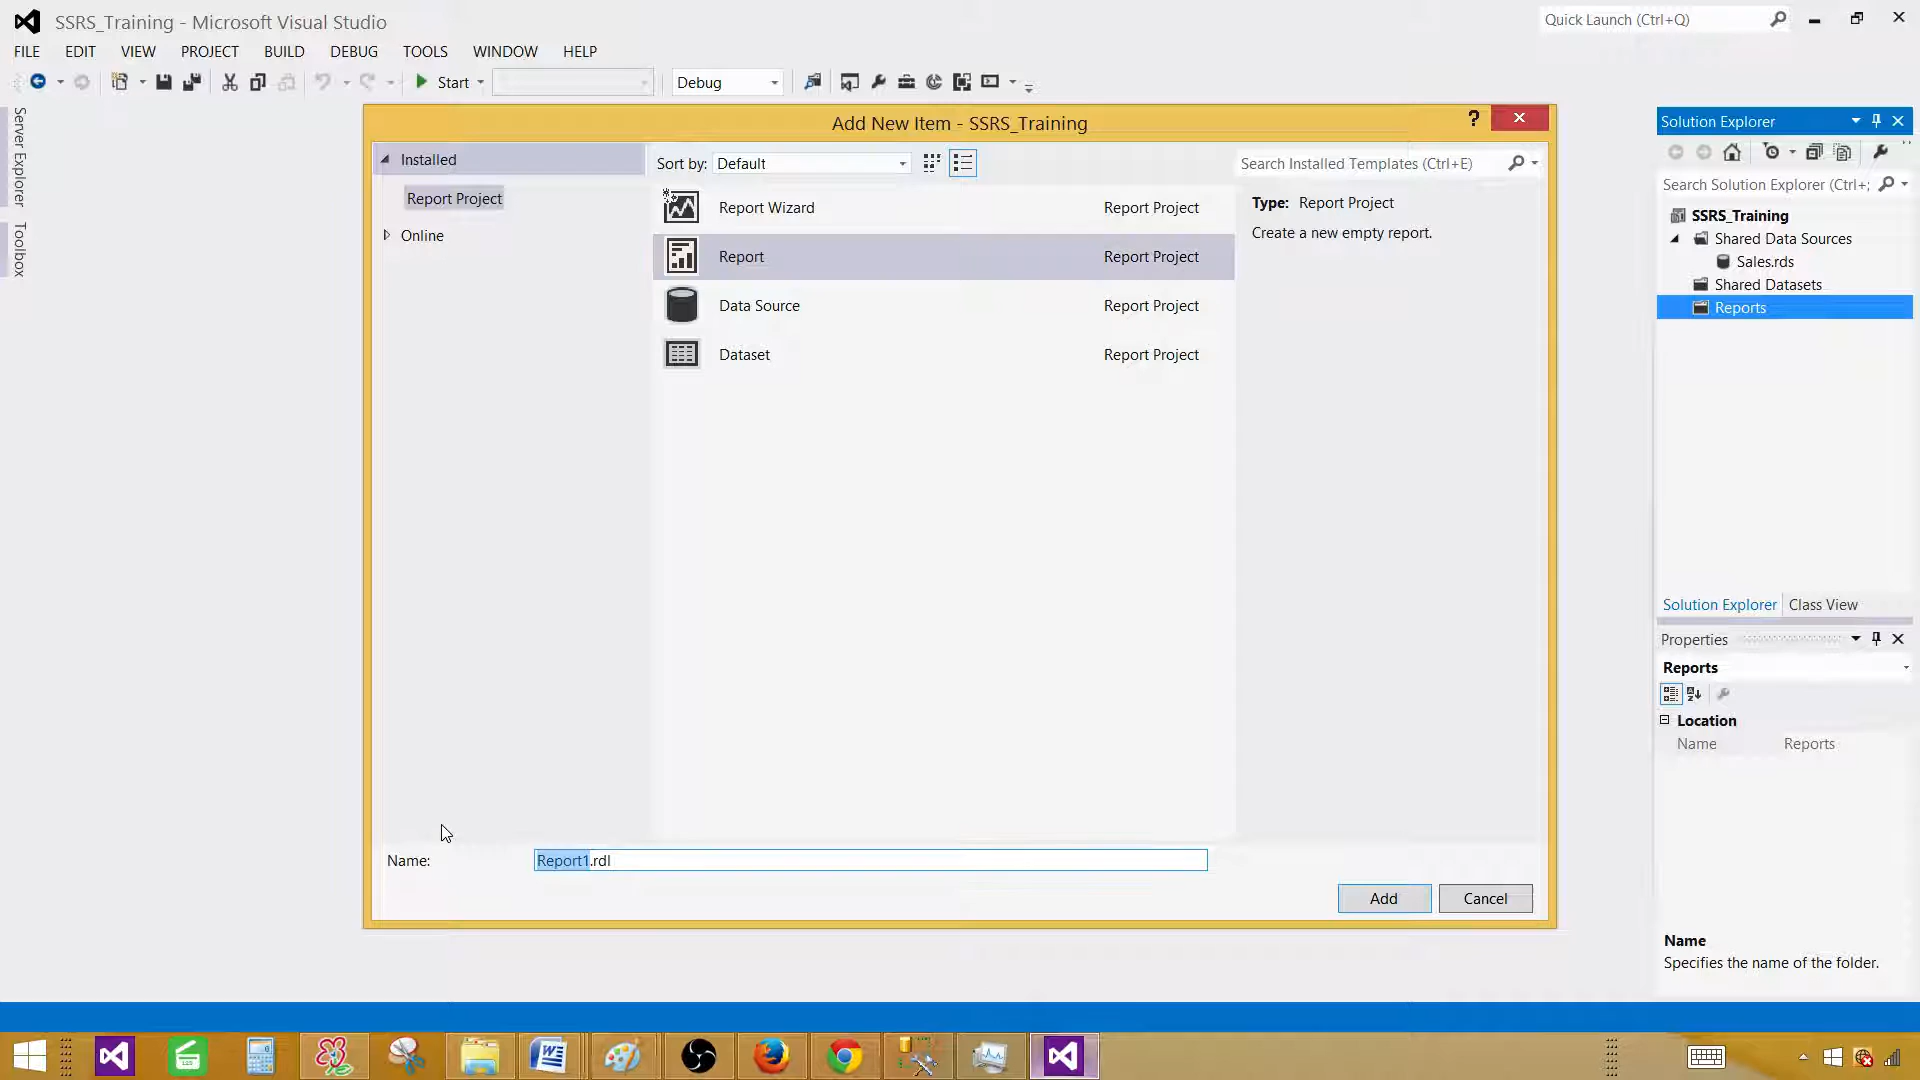 SSRS_Training - Microsoft Visual Studio
Quick Launch (Ctrl+Q)
FILE EDIT VIEW PROJECT BUILD DEBUG TOOLS WINDOW HELP
Start Debug
Server Explorer
Toolbox
Add New Item - SSRS_Training
?
Installed
Report Project
Online
Sort by: Default
Search Installed Templates (Ctrl+E)
Report Wizard Report Project
Report Report Project
Data Source Report Project
Dataset Report Project
Type: Report Project
Create a new empty report.
Name: Report1.rdl
Add Cancel
Solution Explorer
Search Solution Explorer (Ctrl+;
SSRS_Training
Shared Data Sources
Sales.rds
Shared Datasets
Reports
Solution Explorer Class View
Properties
Reports
Location
Name Reports
Name
Specifies the name of the folder.